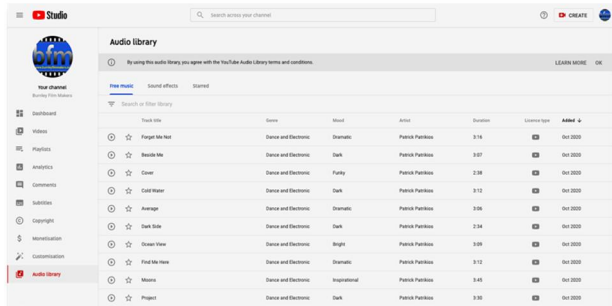 Studio
Search across your channel
CREATE
bfm
Your channel
Burnley Film Makers
Dashboard
Videos
Playlists
Analytics
Comments
Subtitles
Copyright
Monetisation
Customisation
Audio library
Audio library
By using this audio library, you agree with the YouTube Audio Library terms and conditions.
LEARN MORE OK
Free music Sound effects Starred
Search or filter library
Track title Genre Mood Artist Duration Licence type Added ↓
Forget Me Not Dance and Electronic Dramatic Patrick Patrikios 3:16 Oct 2020
Beside Me Dance and Electronic Dark Patrick Patrikios 3:07 Oct 2020
Cover Dance and Electronic Funky Patrick Patrikios 2:38 Oct 2020
Cold Water Dance and Electronic Dark Patrick Patrikios 3:12 Oct 2020
Average Dance and Electronic Dramatic Patrick Patrikios 3:06 Oct 2020
Dark Side Dance and Electronic Dark Patrick Patrikios 2:34 Oct 2020
Ocean View Dance and Electronic Bright Patrick Patrikios 3:09 Oct 2020
Find Me Here Dance and Electronic Dramatic Patrick Patrikios 3:12 Oct 2020
Moons Dance and Electronic Inspirational Patrick Patrikios 3:45 Oct 2020
Project Dance and Electronic Dark Patrick Patrikios 3:30 Oct 2020